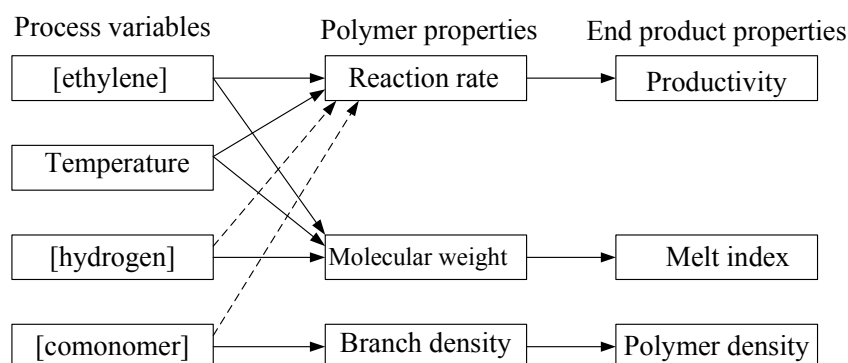 Process variables
Polymer properties
End product properties
[ethylene]
Reaction rate
Productivity
Temperature
[hydrogen]
Molecular weight
Melt index
[comonomer]
Branch density
Polymer density